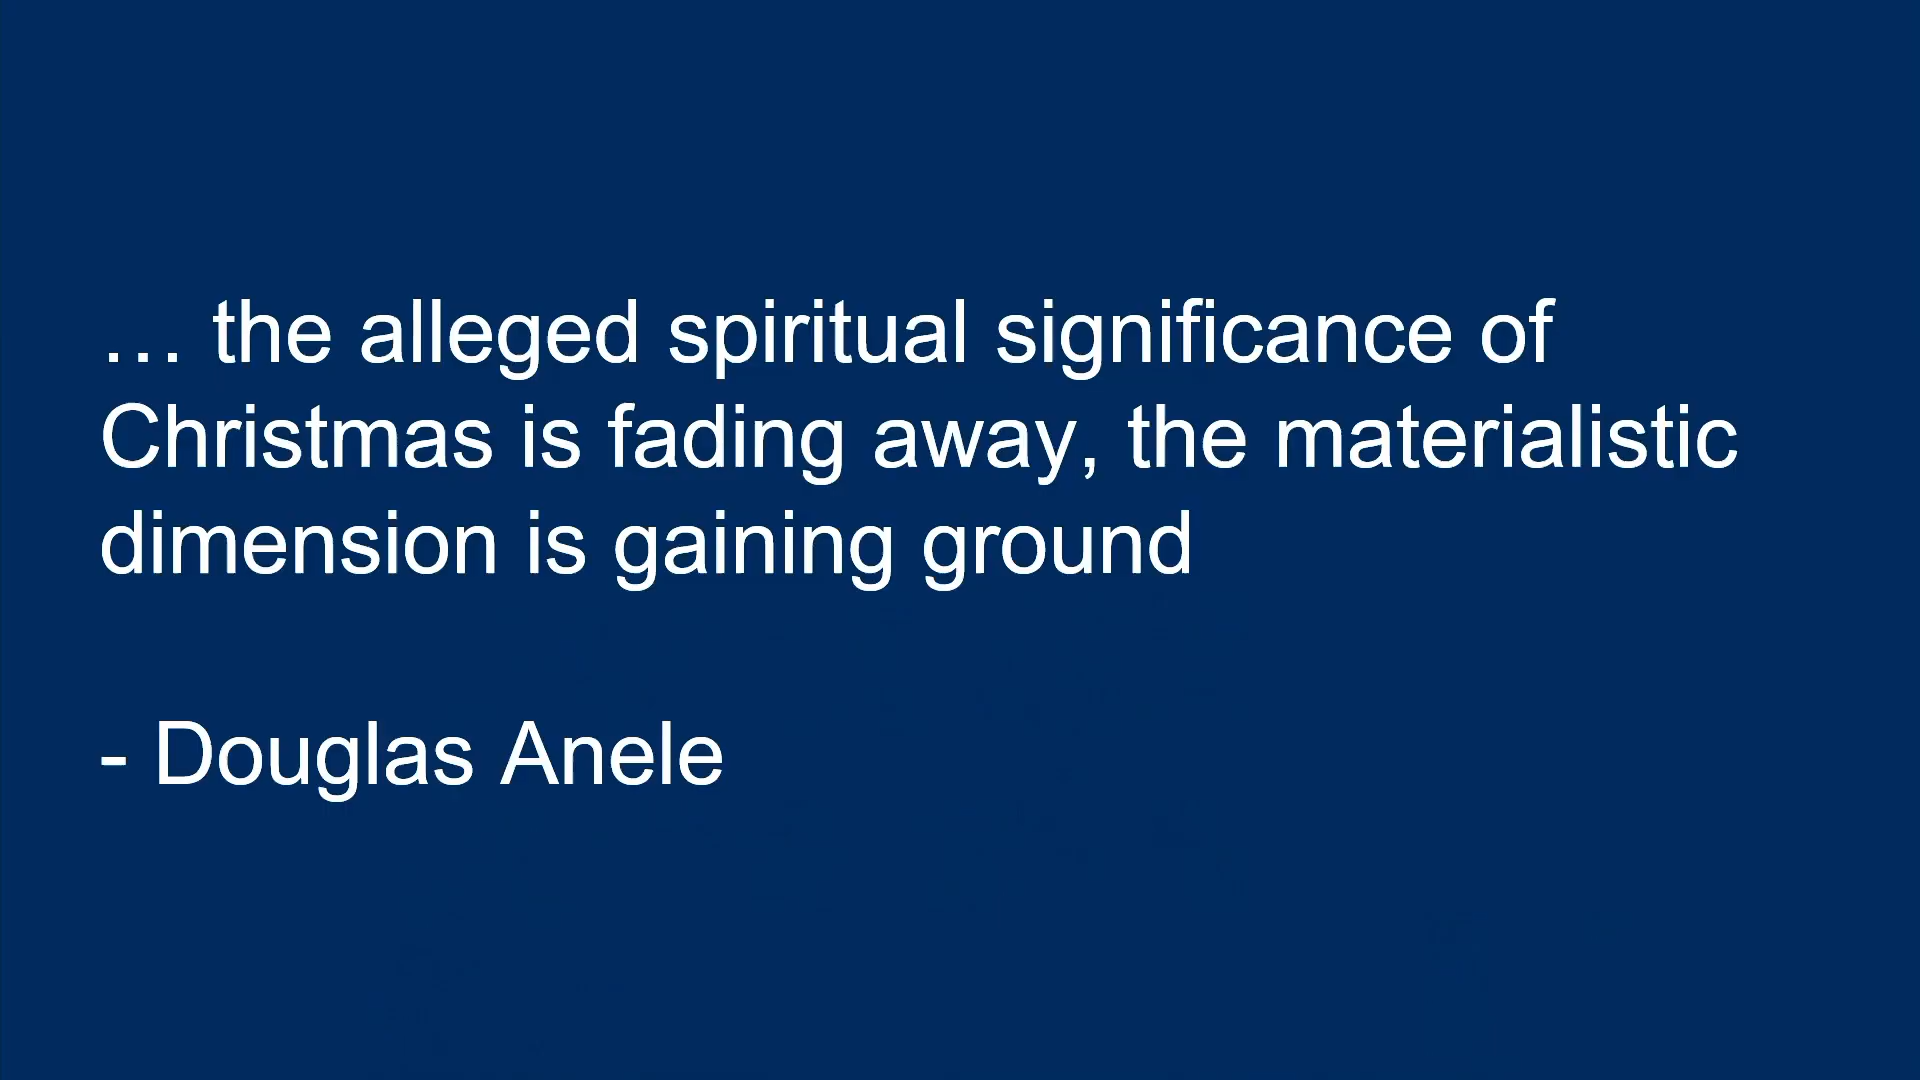 … the alleged spiritual significance of
Christmas is fading away, the materialistic
dimension is gaining ground
- Douglas Anele